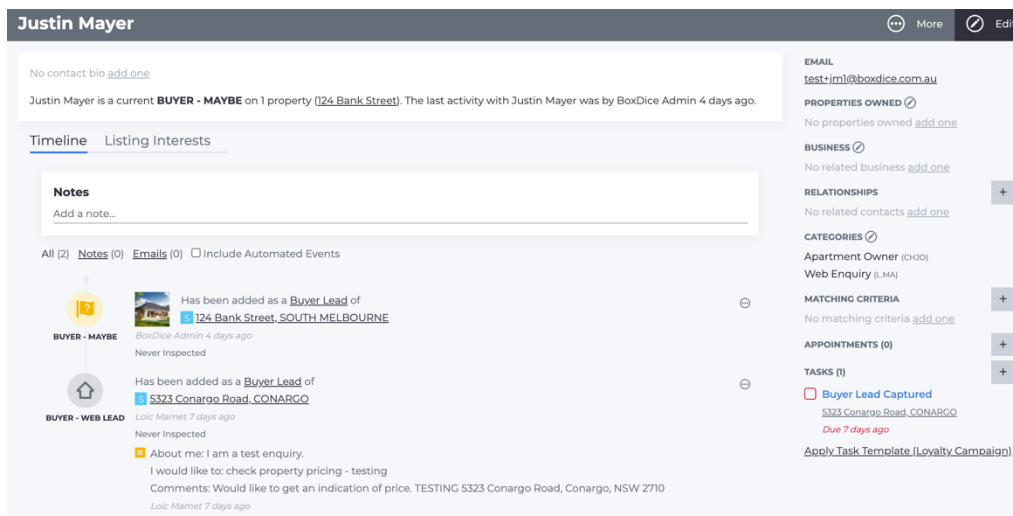 Justin Mayer
More
Edit
No contact bio add one
Justin Mayer is a current BUYER - MAYBE on 1 property (124 Bank Street). The last activity with Justin Mayer was by BoxDice Admin 4 days ago.
Timeline Listing Interests
Notes
Add a note...
All (2) Notes (0) Emails (0) Include Automated Events
BUYER - MAYBE
Has been added as a Buyer Lead of
S 124 Bank Street, SOUTH MELBOURNE
BoxDice Admin 4 days ago
Never Inspected
BUYER - WEB LEAD
Has been added as a Buyer Lead of
S 5323 Conargo Road, CONARGO
Loic Mamet 7 days ago
Never Inspected
About me: I am a test enquiry.
I would like to: check property pricing - testing
Comments: Would like to get an indication of price. TESTING 5323 Conargo Road, Conargo, NSW 2710
Loic Mamet 7 days ago
EMAIL
test+jm1@boxdice.com.au
PROPERTIES OWNED
No properties owned add one
BUSINESS
No related business add one
RELATIONSHIPS
+
No related contacts add one
CATEGORIES
Apartment Owner (CHJO)
Web Enquiry (L.MA)
MATCHING CRITERIA
+
No matching criteria add one
APPOINTMENTS (0)
+
TASKS (1)
+
Buyer Lead Captured
5323 Conargo Road, CONARGO
Due 7 days ago
Apply Task Template (Loyalty Campaign)